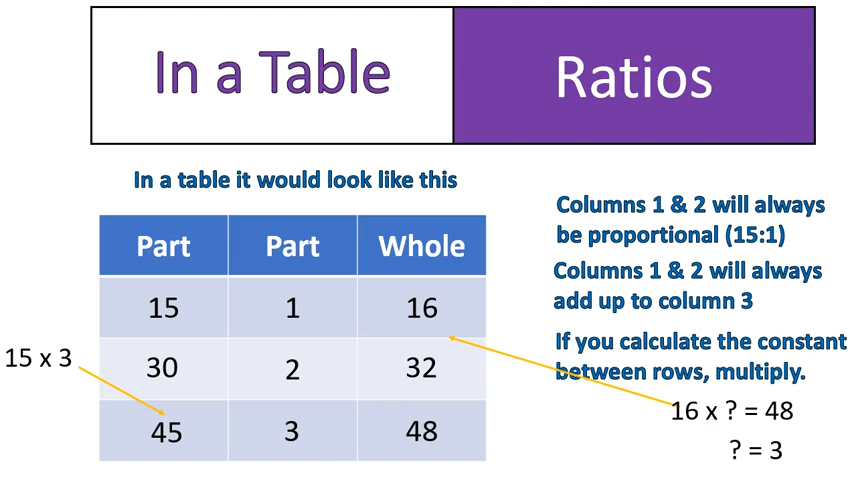 In a Table
Ratios
In a table it would look like this
Columns 1 & 2 will always
be proportional (15:1)
Columns 1 & 2 will always
add up to column 3
If you calculate the constant
between rows, multiply.
16 x ? = 48
? = 3
Part Part Whole
15 1 16
30 2 32
45 3 48
15 x 3